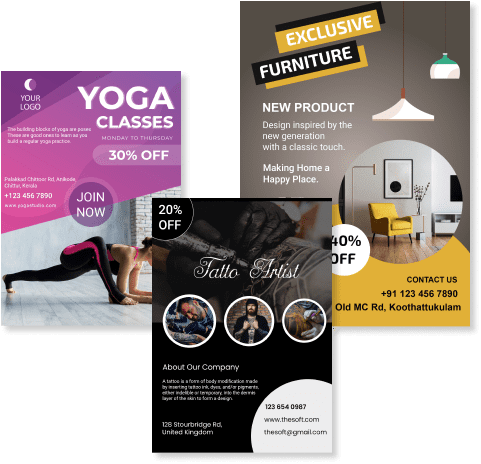 YOUR
LOGO
YOGA
CLASSES
MONDAY TO THURSDAY
30% OFF
The building blocks of yoga are poses
These are good ones to learn as you
build a regular yoga practice.
Palakkad Chittoor Rd, Anikode,
Chittur, Kerala
+123 456 7890
www.yogastudio.com
JOIN
NOW
EXCLUSIVE
FURNITURE
NEW PRODUCT
Design inspired by the
new generation
with a classic touch.
Making Home a
Happy Place.
40%
OFF
CONTACT US
+91 123 456 7890
Old MC Rd, Koothattukulam
20%
OFF
Tatto Artist
About Our Company
A tattoo is a form of body modification made
by inserting tattoo ink, dyes, and/or pigments,
either indelible or temporary, into the dermis
layer of the skin to form a design.
128 Stourbridge Rd,
United Kingdom
123 654 0987
www.thesoft.com
thesoft@gmail.com